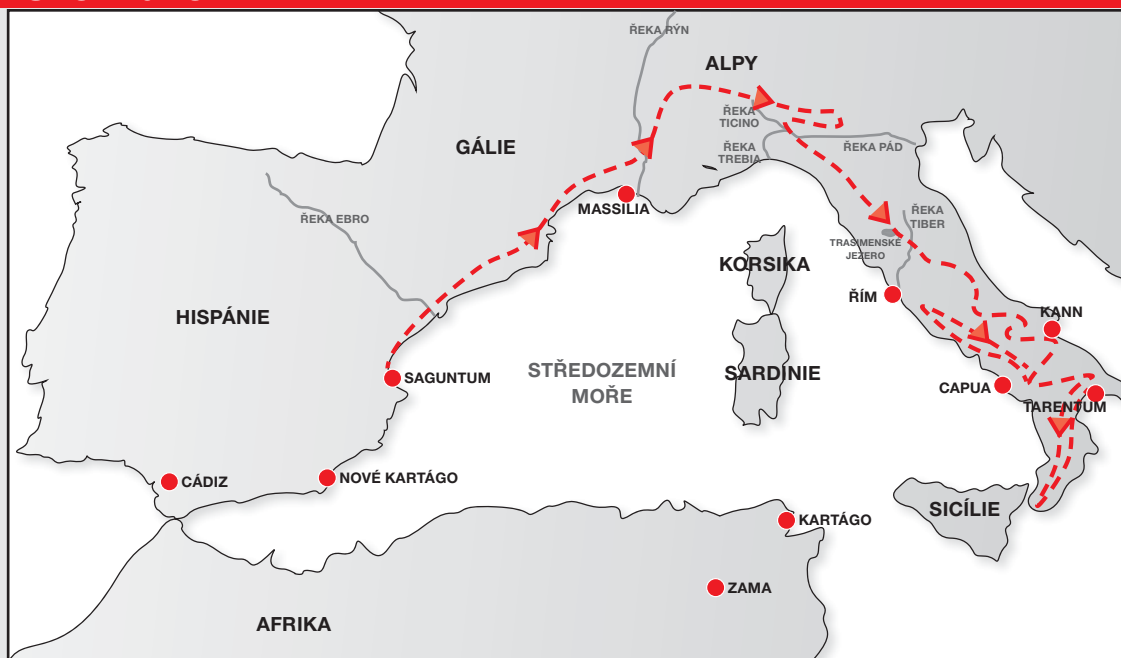 ŘEKA RÝN
ALPY
ŘEKA
TICINO
GÁLIE
ŘEKA
TREBIA
ŘEKA PÁD
MASSILIA
ŘEKA EBRO
ŘEKA
TIBER
TRASIMENSKÉ
JEZERO
KORSIKA
ŘÍM
KANN
HISPÁNIE
STŘEDOZEMNÍ
MOŘE
SARDÍNIE
SAGUNTUM
CAPUA
TARENTUM
CÁDIZ
NOVÉ KARTÁGO
SICÍLIE
KARTÁGO
ZAMA
AFRIKA